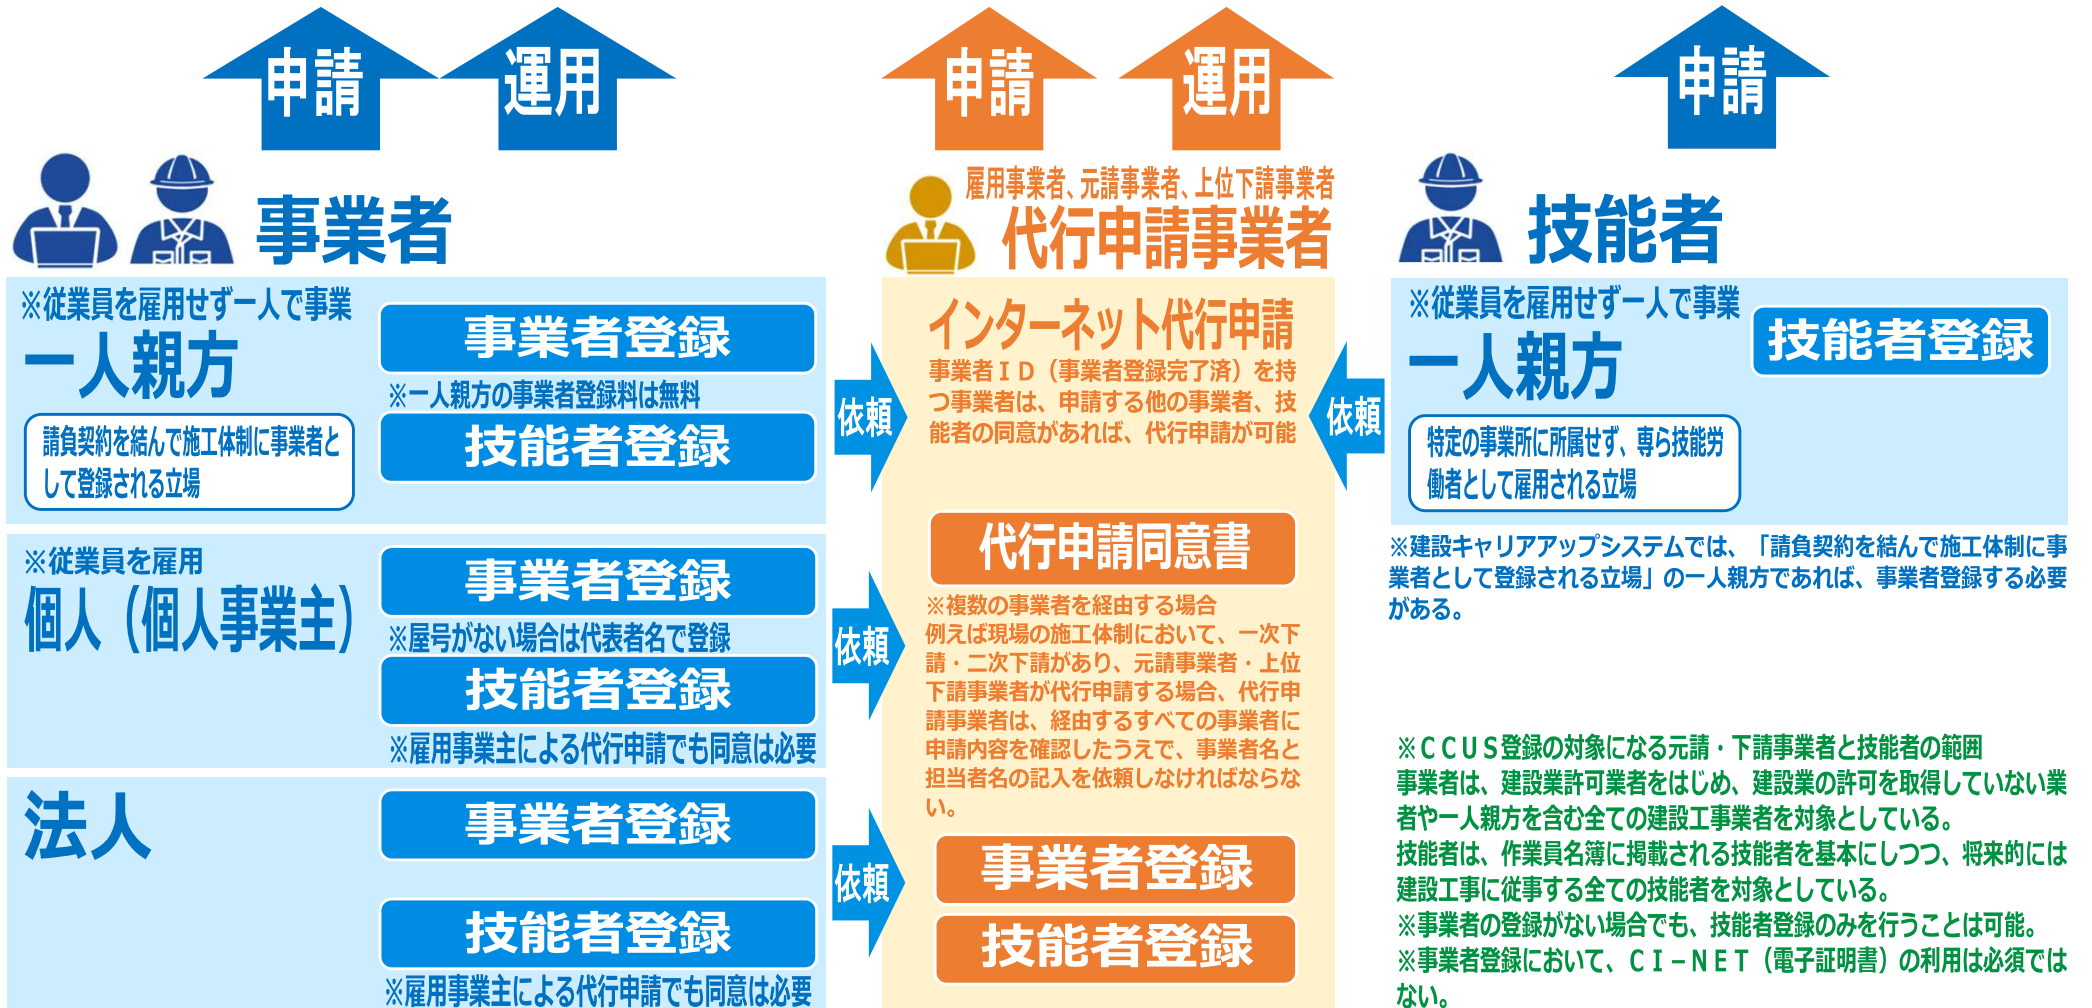 申請
運用
事業者
※従業員を雇用せず一人で事業
一人親方
請負契約を結んで施工体制に事業者と
して登録される立場
事業者登録
※一人親方の事業者登録料は無料
技能者登録
依頼
※従業員を雇用
個人（個人事業主）
事業者登録
※屋号がない場合は代表者名で登録
技能者登録
※雇用事業主による代行申請でも同意は必要
依頼
法人
事業者登録
技能者登録
※雇用事業主による代行申請でも同意は必要
依頼
申請
運用
雇用事業者、元請事業者、上位下請事業者
代行申請事業者
インターネット代行申請
事業者ＩＤ（事業者登録完了済）を持
つ事業者は、申請する他の事業者、技
能者の同意があれば、代行申請が可能
代行申請同意書
※複数の事業者を経由する場合
例えば現場の施工体制において、一次下
請・二次下請があり、元請事業者・上位
下請事業者が代行申請する場合、代行申
請事業者は、経由するすべての事業者に
申請内容を確認したうえで、事業者名と
担当者名の記入を依頼しなければならな
い。
事業者登録
技能者登録
申請
技能者
※従業員を雇用せず一人で事業
一人親方
特定の事業所に所属せず、専ら技能労
働者として雇用される立場
技能者登録
依頼
※建設キャリアアップシステムでは、「請負契約を結んで施工体制に事
業者として登録される立場」の一人親方であれば、事業者登録する必要
がある。
※ＣＣＵＳ登録の対象になる元請・下請事業者と技能者の範囲
事業者は、建設業許可業者をはじめ、建設業の許可を取得していない業
者や一人親方を含む全ての建設工事業者を対象としている。
技能者は、作業員名簿に掲載される技能者を基本にしつつ、将来的には
建設工事に従事する全ての技能者を対象としている。
※事業者の登録がない場合でも、技能者登録のみを行うことは可能。
※事業者登録において、ＣＩ－ＮＥＴ（電子証明書）の利用は必須では
ない。